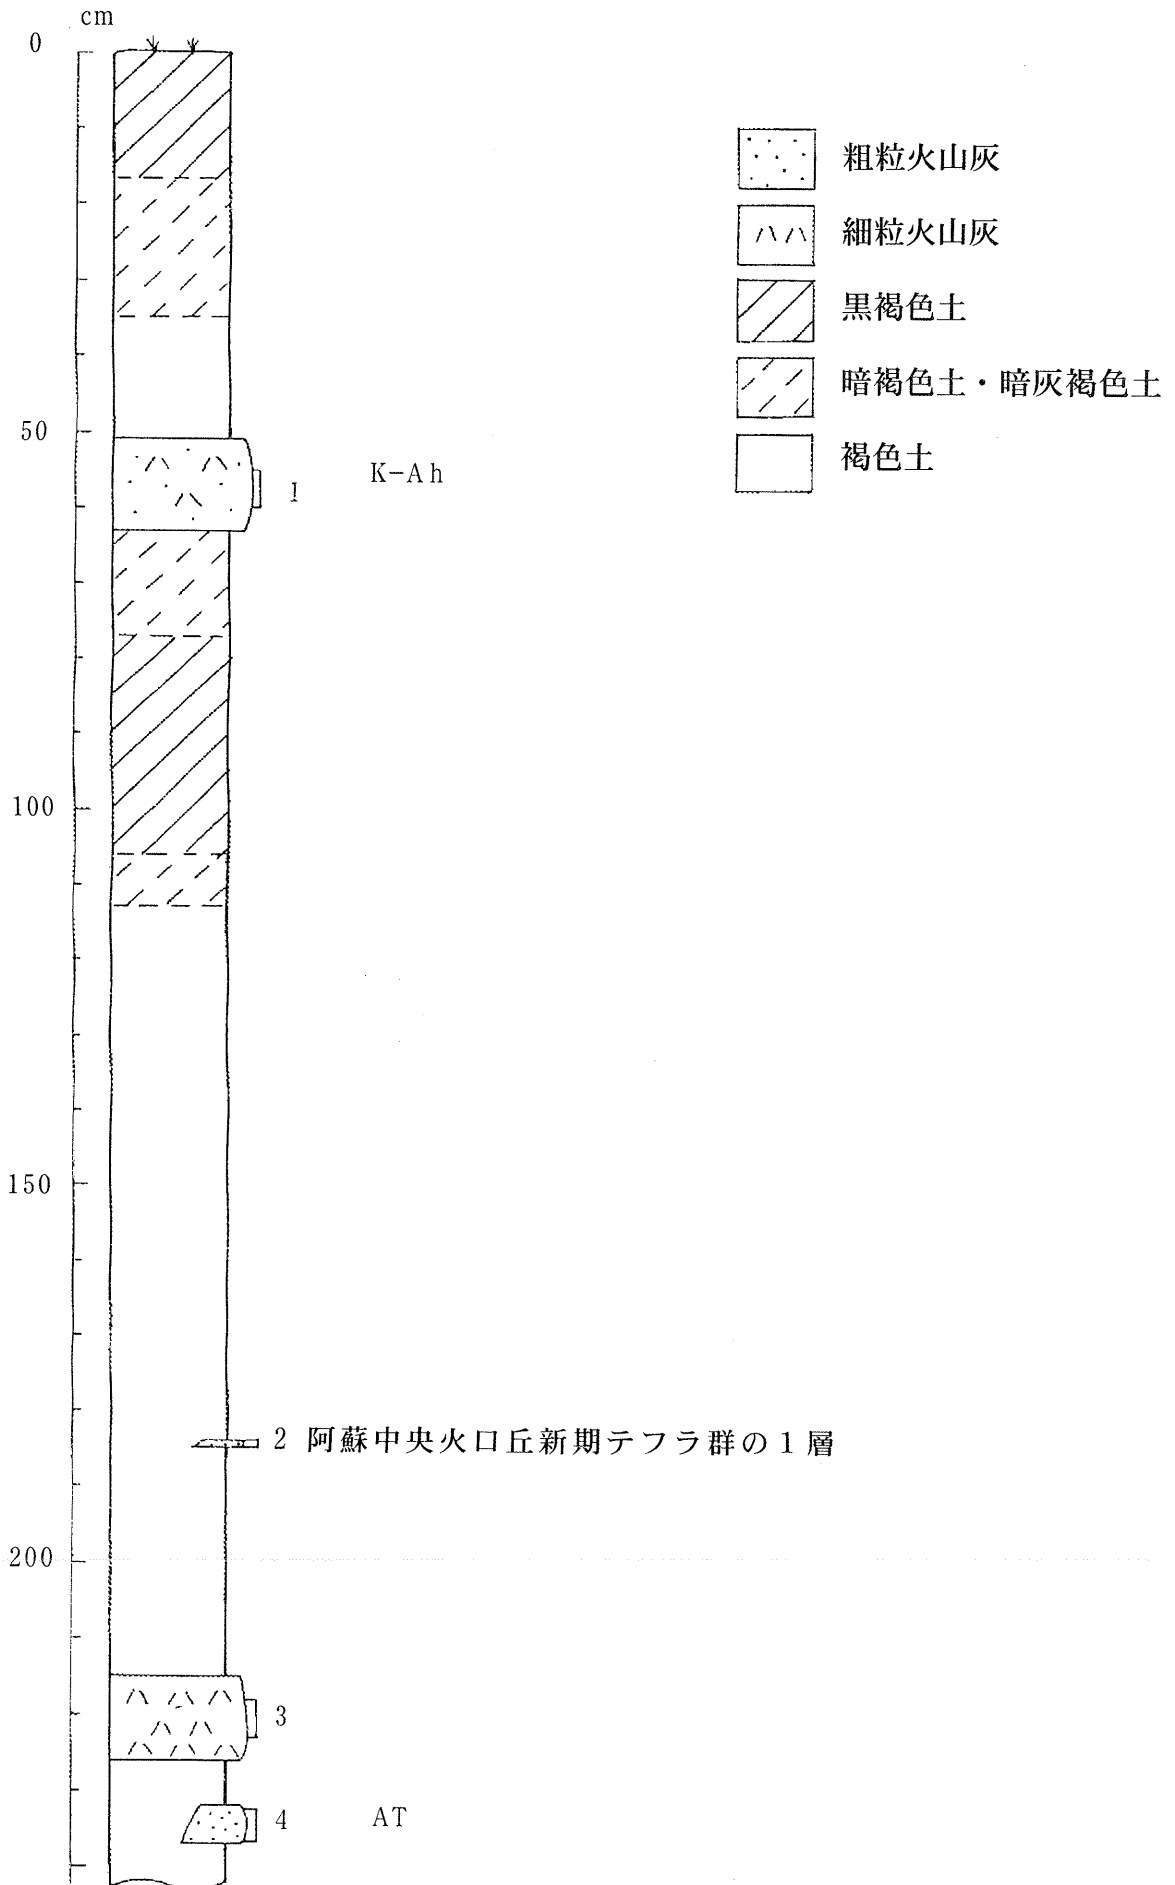 cm
0
粗粒火山灰
細粒火山灰
黒褐色土
暗褐色土・暗灰褐色土
褐色土
50
1 K-Ah
100
150
2 阿蘇中央火口丘新期テフラ群の1層
200
3
4 AT